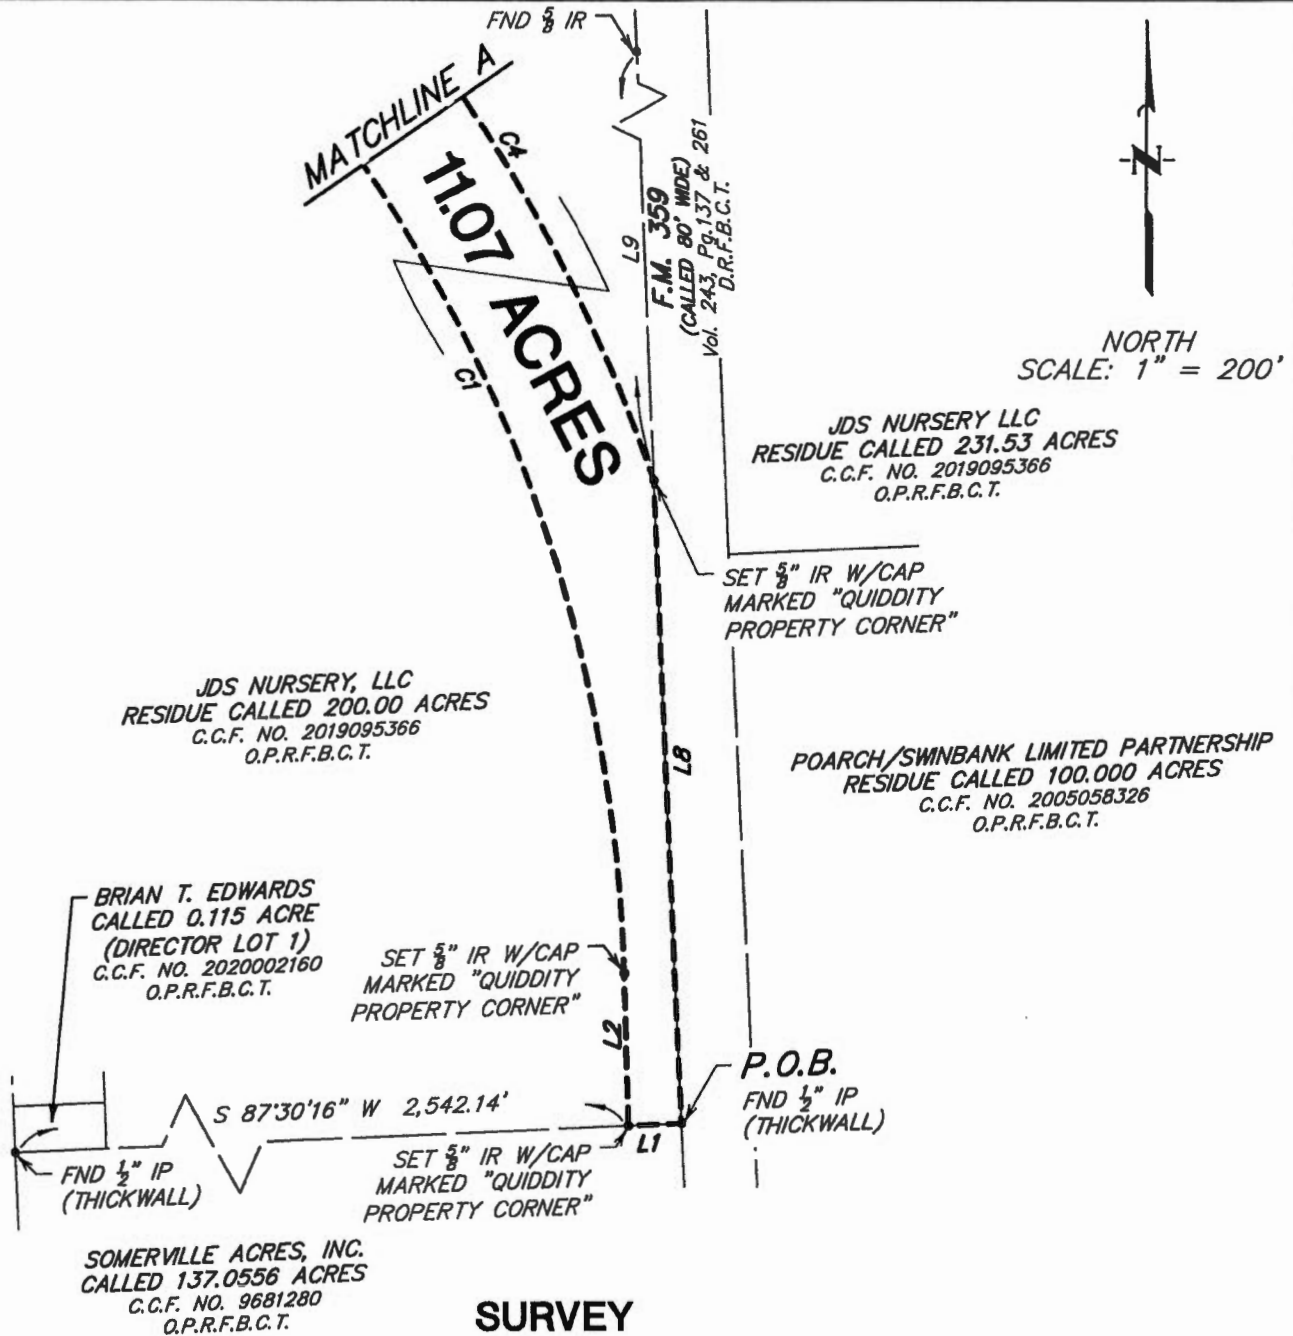 FND 5/8 IR
MATCHLINE A
C4
11.07 ACRES
L9
F.M. 359
(CALLED 80' WIDE)
Vol. 243, Pg.137 & 261
D.R.F.B.C.T.
N
NORTH
SCALE: 1" = 200'
C1
JDS NURSERY LLC
RESIDUE CALLED 231.53 ACRES
C.C.F. NO. 2019095366
O.P.R.F.B.C.T.
SET 5/8" IR W/CAP
MARKED "QUIDDITY
PROPERTY CORNER"
JDS NURSERY, LLC
RESIDUE CALLED 200.00 ACRES
C.C.F. NO. 2019095366
O.P.R.F.B.C.T.
L8
POARCH/SWINBANK LIMITED PARTNERSHIP
RESIDUE CALLED 100.000 ACRES
C.C.F. NO. 2005058326
O.P.R.F.B.C.T.
BRIAN T. EDWARDS
CALLED 0.115 ACRE
(DIRECTOR LOT 1)
C.C.F. NO. 2020002160
O.P.R.F.B.C.T.
SET 5/8" IR W/CAP
MARKED "QUIDDITY
PROPERTY CORNER"
L2
P.O.B.
FND 1/2" IP
(THICKWALL)
S 87°30'16" W 2,542.14'
L1
FND 1/2" IP
(THICKWALL)
SET 5/8" IR W/CAP
MARKED "QUIDDITY
PROPERTY CORNER"
SOMERVILLE ACRES, INC.
CALLED 137.0556 ACRES
C.C.F. NO. 9681280
O.P.R.F.B.C.T.
SURVEY